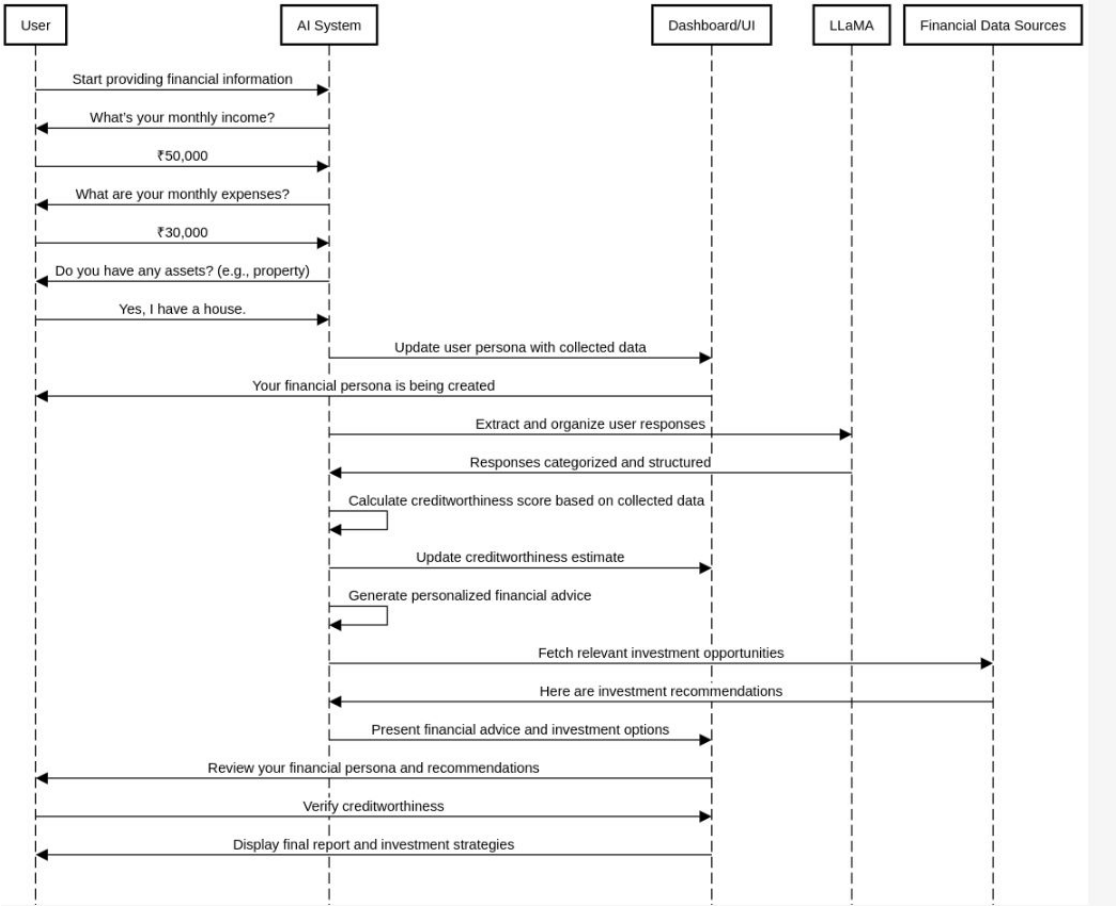 User
AI System
Dashboard/UI
LLaMA
Financial Data Sources
Start providing financial information
What's your monthly income?
₹50,000
What are your monthly expenses?
₹30,000
Do you have any assets? (e.g., property)
Yes, I have a house.
Update user persona with collected data
Your financial persona is being created
Extract and organize user responses
Responses categorized and structured
Calculate creditworthiness score based on collected data
Update creditworthiness estimate
Generate personalized financial advice
Fetch relevant investment opportunities
Here are investment recommendations
Present financial advice and investment options
Review your financial persona and recommendations
Verify creditworthiness
Display final report and investment strategies